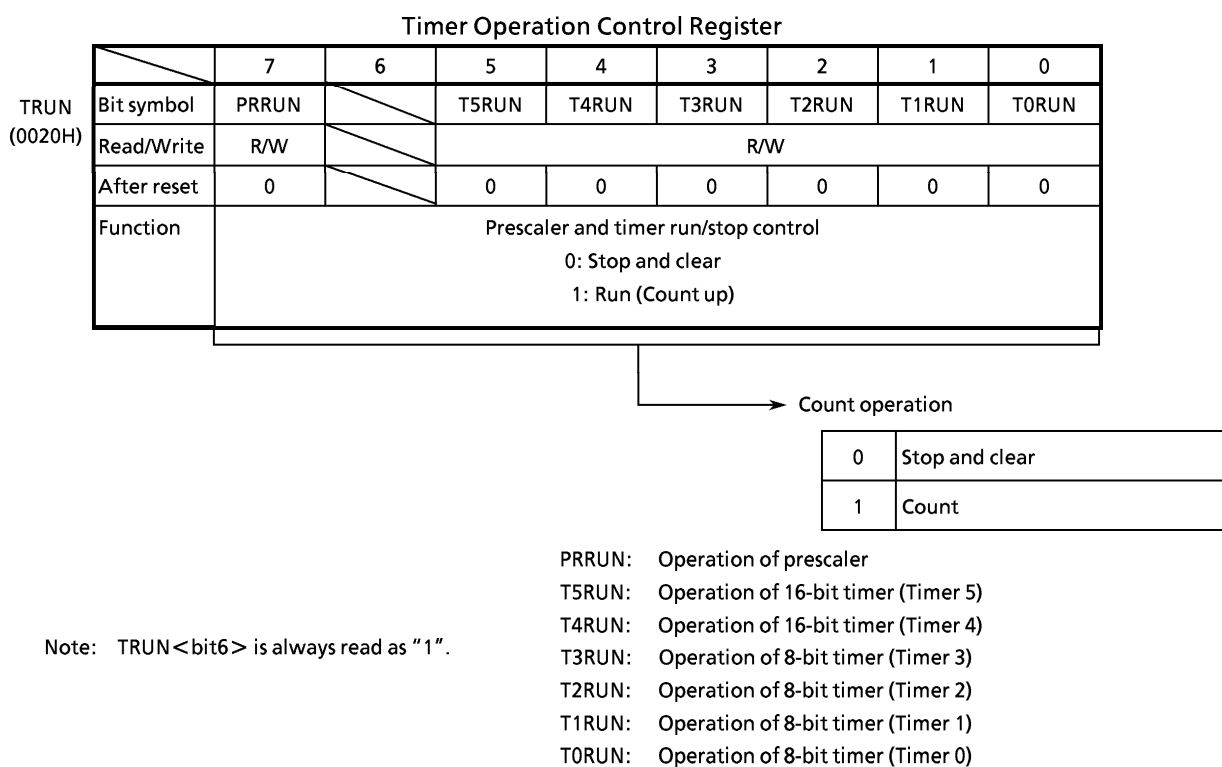 Timer Operation Control Register
7 6 5 4 3 2 1 0
TRUN
(0020H)
Bit symbol PRRUN T5RUN T4RUN T3RUN T2RUN T1RUN T0RUN
Read/Write R/W R/W
After reset 0 0 0 0 0 0 0
Function Prescaler and timer run/stop control
0: Stop and clear
1: Run (Count up)
Count operation
0 Stop and clear
1 Count
PRRUN: Operation of prescaler
T5RUN: Operation of 16-bit timer (Timer 5)
T4RUN: Operation of 16-bit timer (Timer 4)
Note: TRUN<bit6> is always read as "1".
T3RUN: Operation of 8-bit timer (Timer 3)
T2RUN: Operation of 8-bit timer (Timer 2)
T1RUN: Operation of 8-bit timer (Timer 1)
T0RUN: Operation of 8-bit timer (Timer 0)